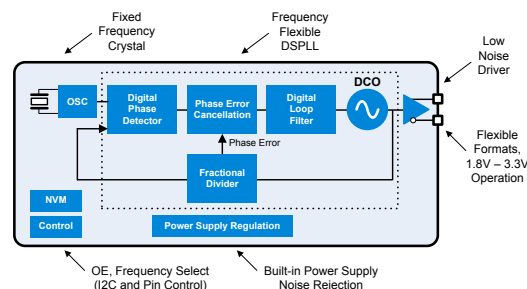 Fixed
Frequency
Crystal
Frequency
Flexible
DSPLL
Low
Noise
Driver
OSC
Digital
Phase
Detector
Phase Error
Cancellation
Digital
Loop
Filter
DCO
Phase Error
Fractional
Divider
Flexible
Formats,
1.8V – 3.3V
Operation
NVM
Control
Power Supply Regulation
OE, Frequency Select
(I2C and Pin Control)
Built-in Power Supply
Noise Rejection